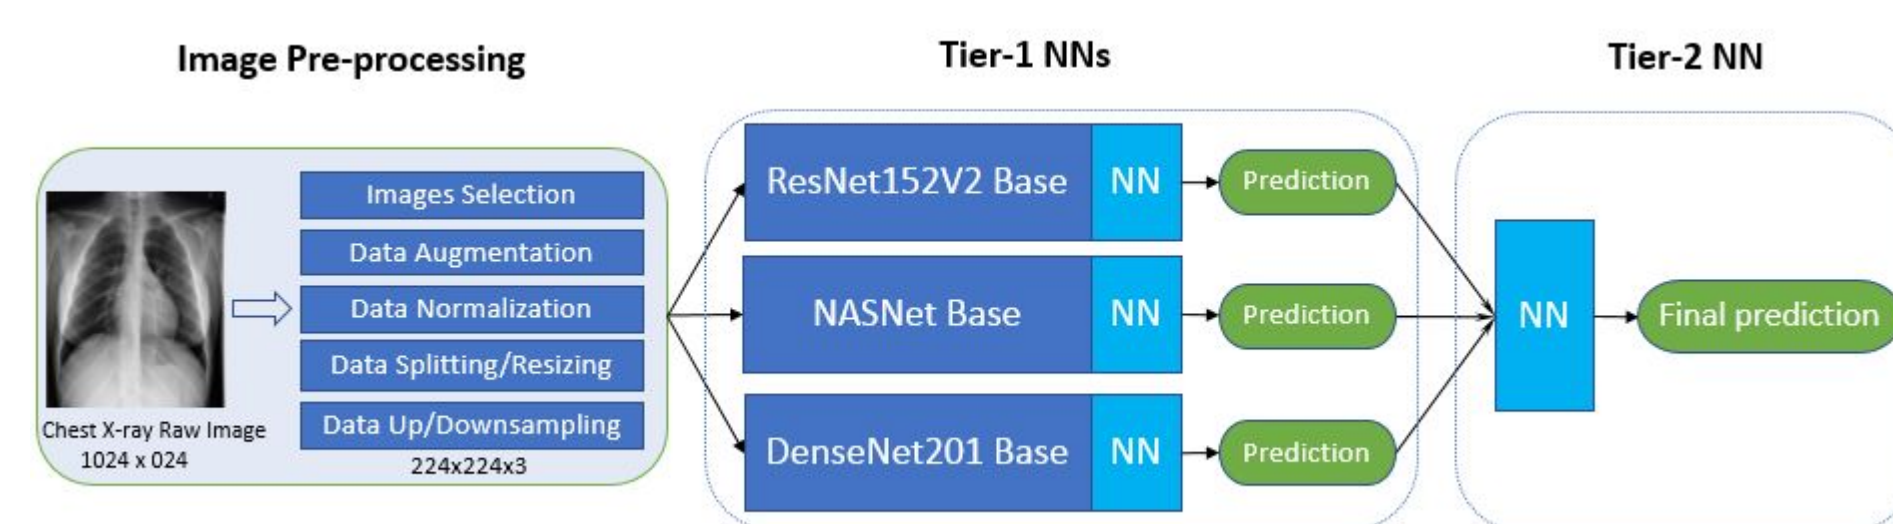 Image Pre-processing
Tier-1 NNs
Tier-2 NN
Images Selection
Data Augmentation
Data Normalization
Data Splitting/Resizing
Data Up/Downsampling
224x224x3
Chest X-ray Raw Image
1024 x 024
ResNet152V2 Base
NN
Prediction
NASNet Base
NN
Prediction
DenseNet201 Base
NN
Prediction
NN
Final prediction